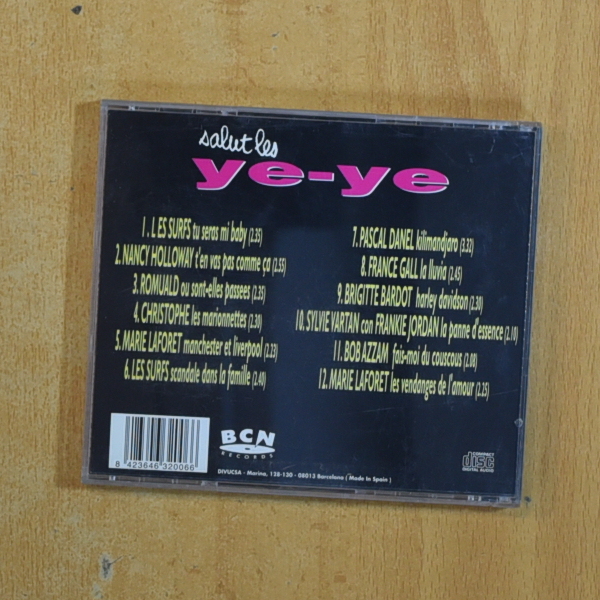 salut les
ye-ye
1. LES SURFS tu seras mi baby (2.35)
2. NANCY HOLLOWAY t'en vas pas comme ça (2.55)
3. ROMUALD ou sont-elles passees (2.35)
4. CHRISTOPHE les marionnettes (2.30)
5. MARIE LAFORET manchester et liverpool (2.23)
6. LES SURFS scandale dans la famille (2.40)
7. PASCAL DANEL kilimandjaro (3.32)
8. FRANCE GALL la lluvia (2.45)
9. BRIGITTE BARDOT harley davidson (2.30)
10. SYLVIE VARTAN con FRANKIE JORDAN la panne d'essence (2.10)
11. BOB AZZAM fais-moi du couscous (2.08)
12. MARIE LAFORET les vendanges de l'amour (2.25)
8 423646 320066
BCN
RECORDS
DIVUCSA - Marina, 128-130 - 08013 Barcelona (Made In Spain)
COMPACT
disc
DIGITAL AUDIO